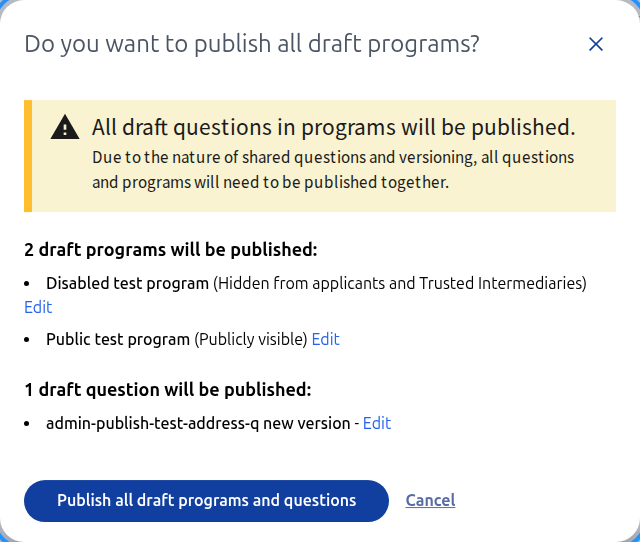 Do you want to publish all draft programs?
All draft questions in programs will be published.
Due to the nature of shared questions and versioning, all questions
and programs will need to be published together.
2 draft programs will be published:
• Disabled test program (Hidden from applicants and Trusted Intermediaries)
Edit
• Public test program (Publicly visible) Edit
1 draft question will be published:
• admin-publish-test-address-q new version - Edit
Publish all draft programs and questions Cancel